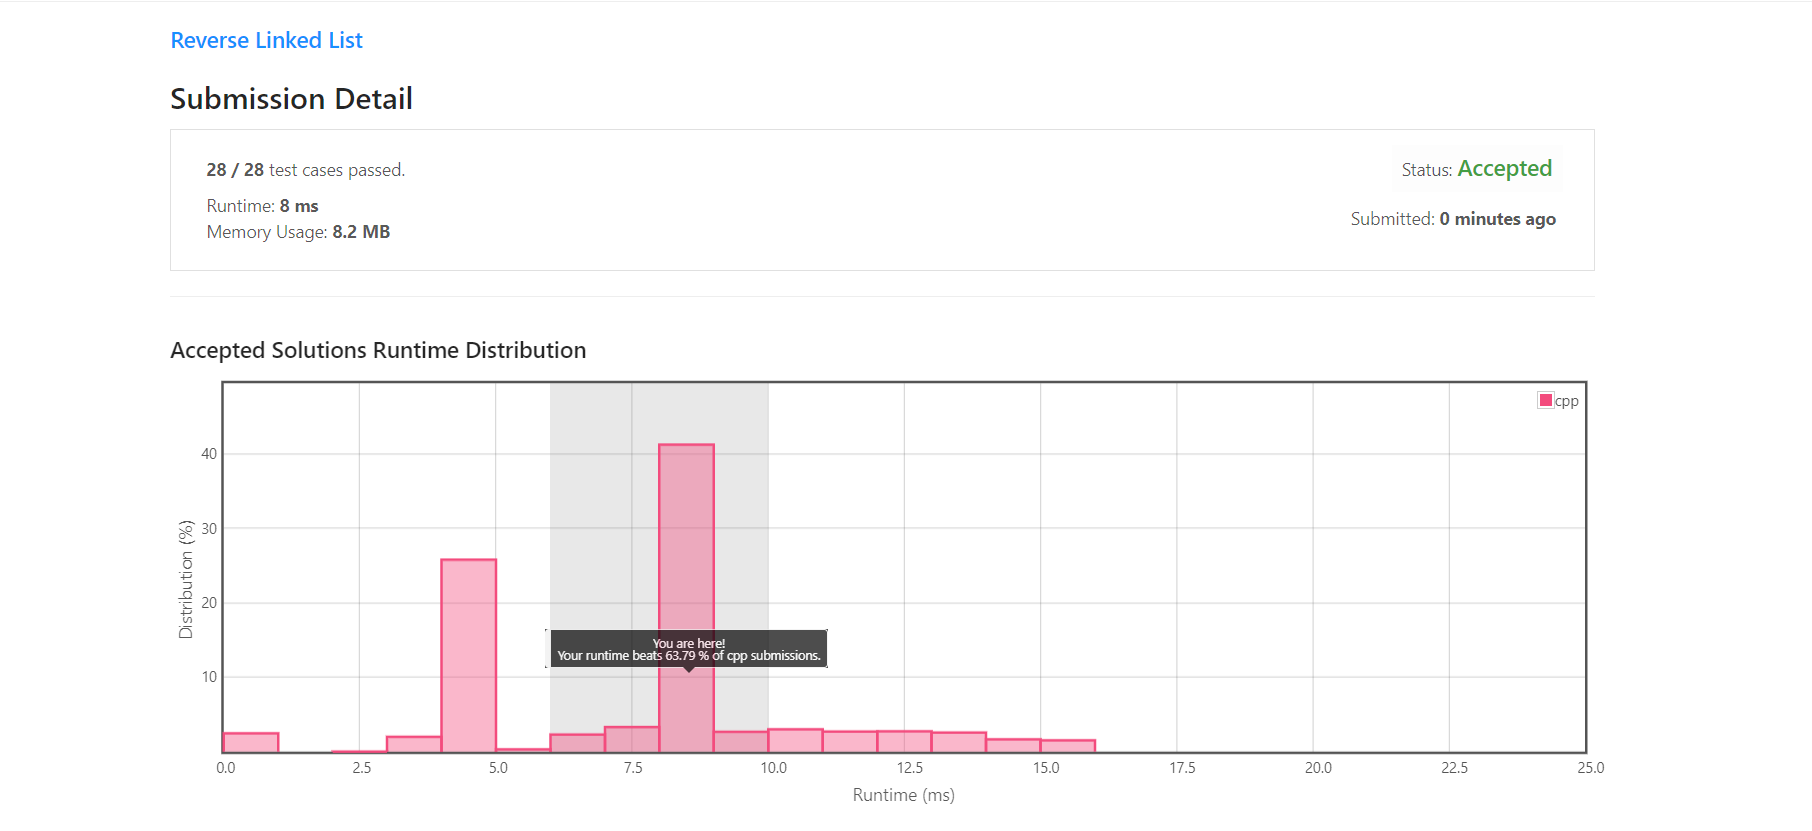 Reverse Linked List
Submission Detail
28 / 28 test cases passed.
Status: Accepted
Runtime: 8 ms
Memory Usage: 8.2 MB
Submitted: 0 minutes ago
Accepted Solutions Runtime Distribution
cpp
40
30
20
10
Distribution (%)
You are here!
Your runtime beats 63.79 % of cpp submissions.
0.0 2.5 5.0 7.5 10.0 12.5 15.0 17.5 20.0 22.5 25.0
Runtime (ms)